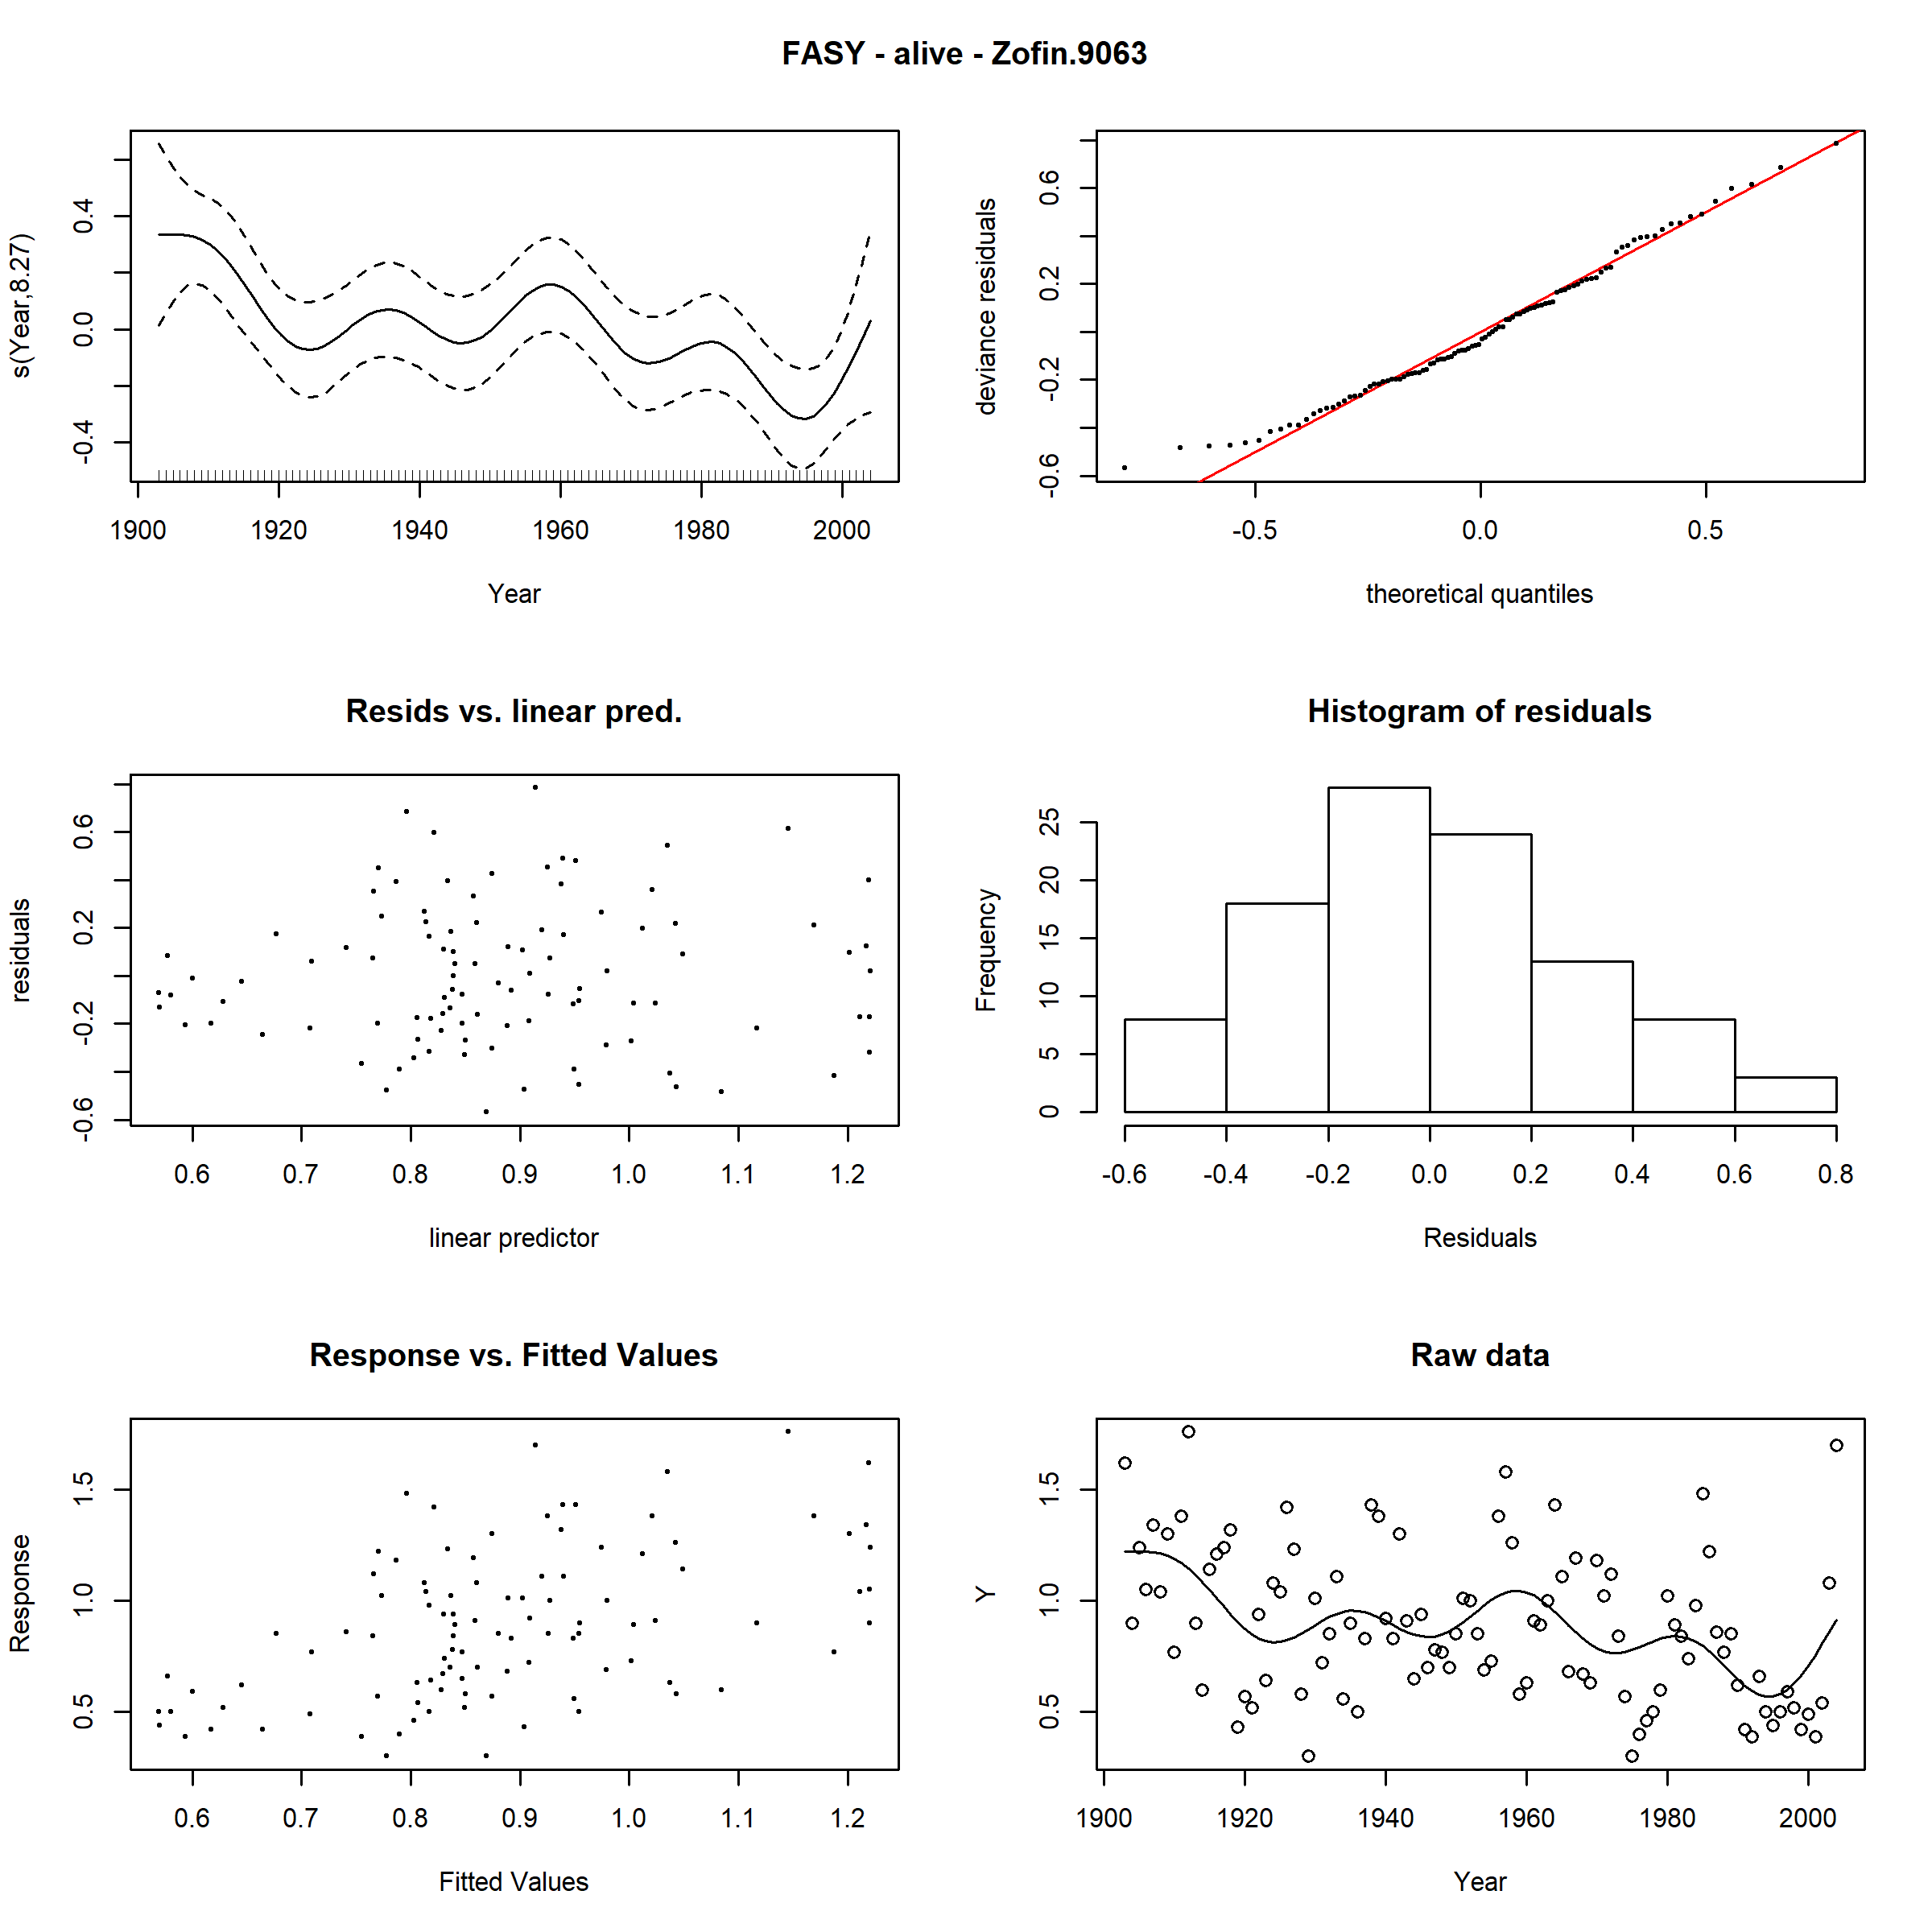 FASY - alive - Zofin.9063
s(Year,8.27)
-0.4 0.0 0.4
1900 1920 1940 1960 1980 2000
Year
deviance residuals
-0.6 -0.2 0.2 0.6
-0.5 0.0 0.5
theoretical quantiles
Resids vs. linear pred.
residuals
-0.6 -0.2 0.2 0.6
0.6 0.7 0.8 0.9 1.0 1.1 1.2
linear predictor
Histogram of residuals
Frequency
0 5 10 15 20 25
-0.6 -0.4 -0.2 0.0 0.2 0.4 0.6 0.8
Residuals
Response vs. Fitted Values
Response
0.5 1.0 1.5
0.6 0.7 0.8 0.9 1.0 1.1 1.2
Fitted Values
Raw data
Y
0.5 1.0 1.5
1900 1920 1940 1960 1980 2000
Year